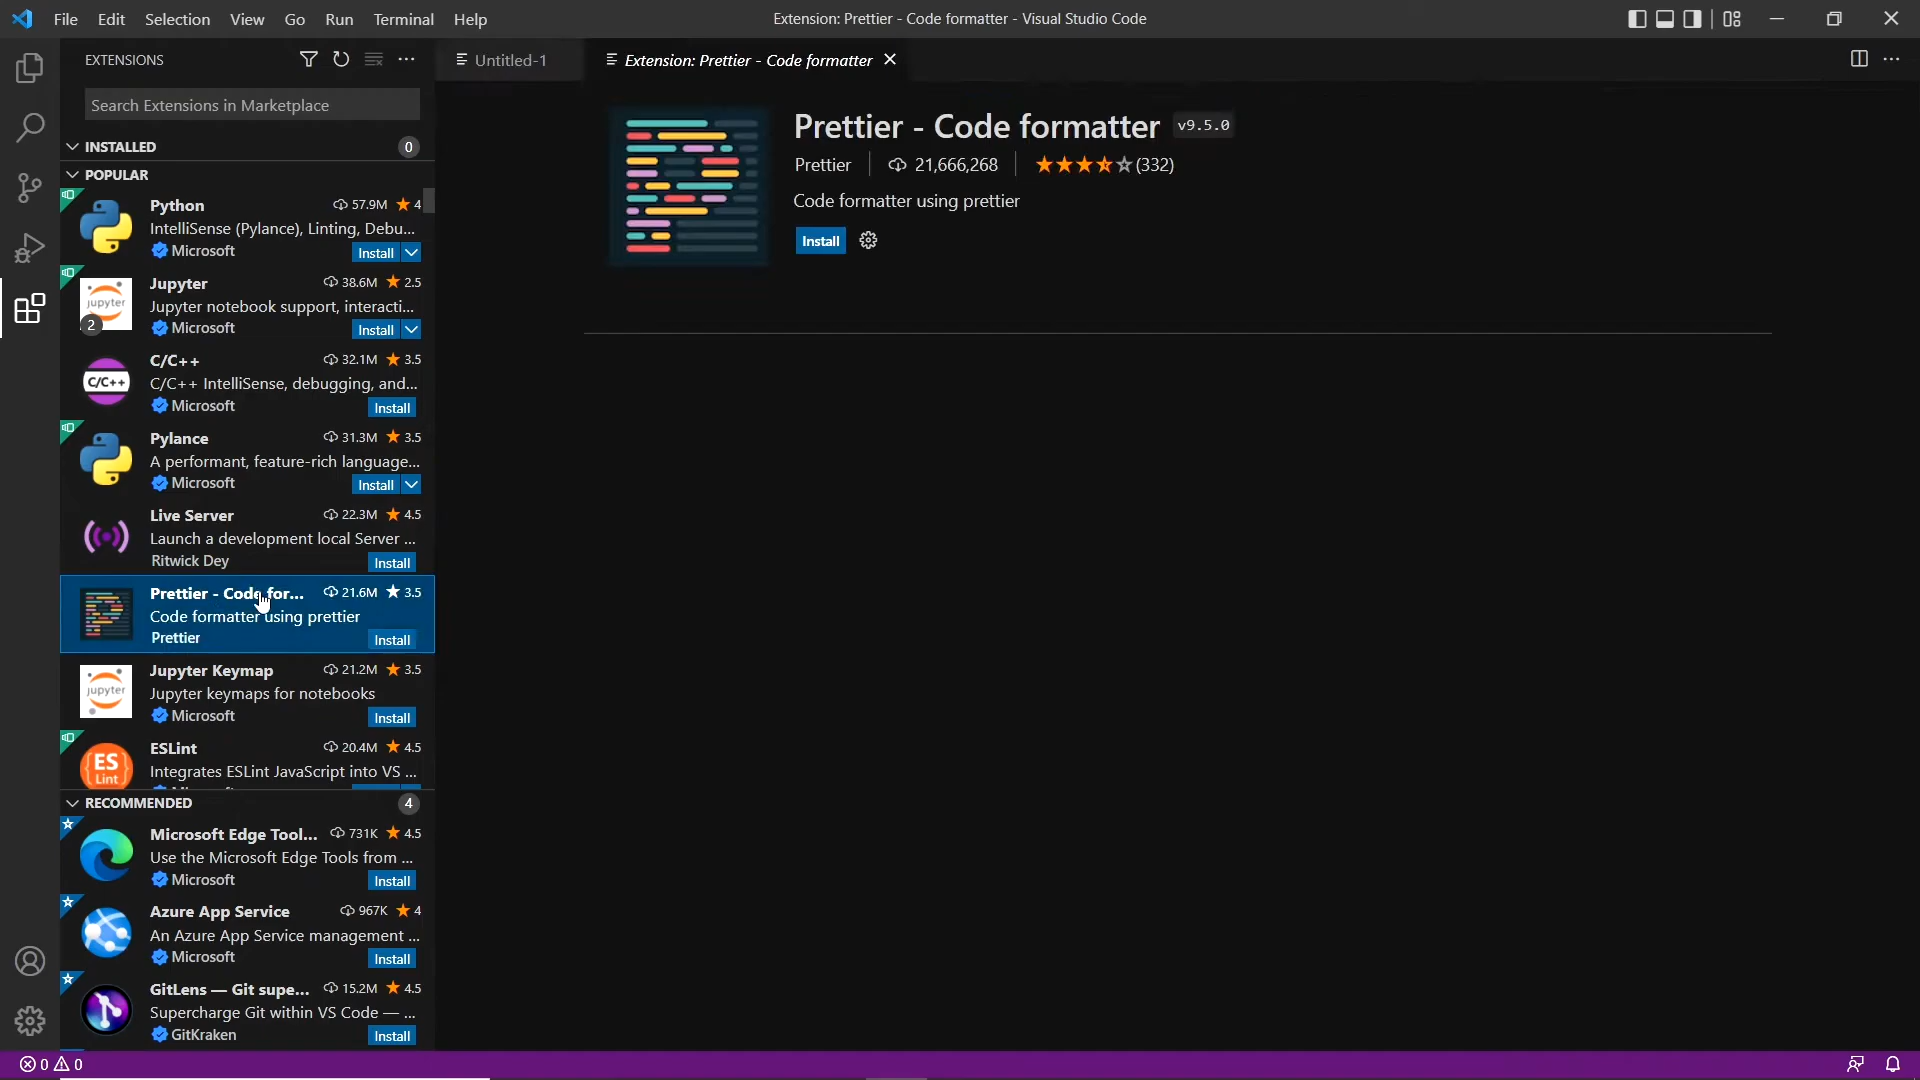 File Edit Selection View Go Run Terminal Help
Extension: Prettier - Code formatter - Visual Studio Code
EXTENSIONS
Untitled-1
Extension: Prettier - Code formatter
Search Extensions in Marketplace
INSTALLED 0
POPULAR
Python 57.9M 4
IntelliSense (Pylance), Linting, Debu...
Microsoft Install
Jupyter 38.6M 2.5
Jupyter notebook support, interacti...
Microsoft Install
jupyter
2
C/C++ 32.1M 3.5
C/C++ IntelliSense, debugging, and...
Microsoft Install
C/C++
Pylance 31.3M 3.5
A performant, feature-rich language...
Microsoft Install
Live Server 22.3M 4.5
Launch a development local Server ...
Ritwick Dey Install
Prettier - Code for... 21.6M 3.5
Code formatter using prettier
Prettier Install
Jupyter Keymap 21.2M 3.5
Jupyter keymaps for notebooks
Microsoft Install
jupyter
ESLint 20.4M 4.5
Integrates ESLint JavaScript into VS ...
ES
Lint
RECOMMENDED 4
Microsoft Edge Tool... 731K 4.5
Use the Microsoft Edge Tools from ...
Microsoft Install
Azure App Service 967K 4
An Azure App Service management ...
Microsoft Install
GitLens — Git supe... 15.2M 4.5
Supercharge Git within VS Code — ...
GitKraken Install
Prettier - Code formatter v9.5.0
Prettier 21,666,268 (332)
Code formatter using prettier
Install
0 0